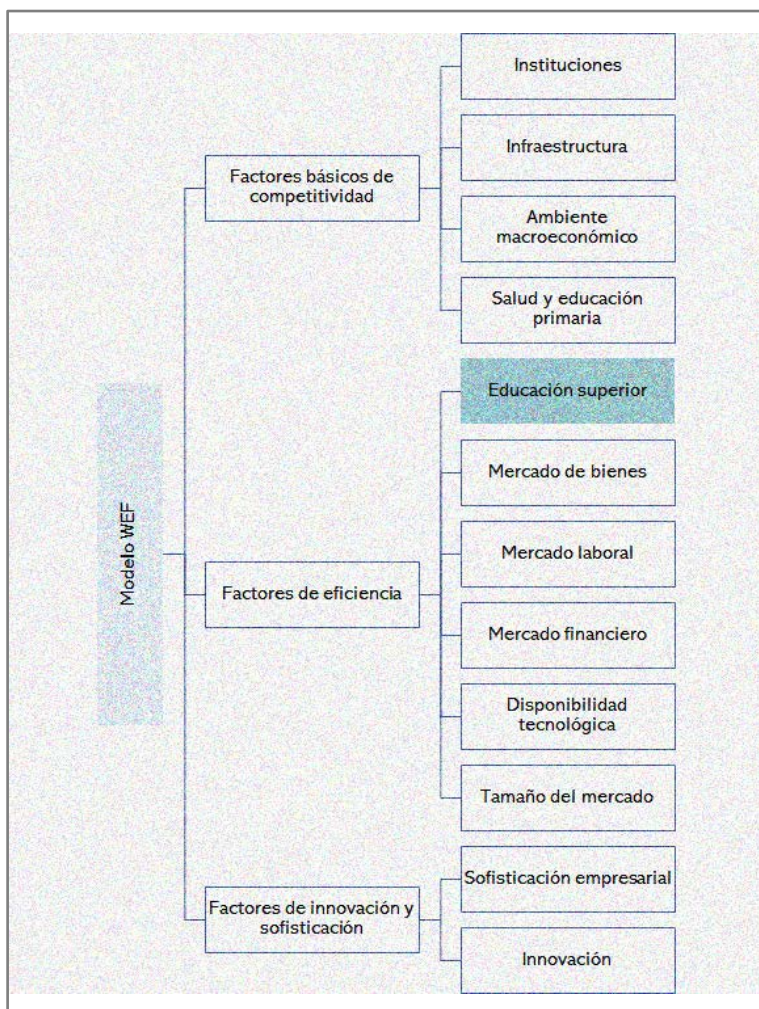 Modelo WEF
Factores básicos de
competitividad
Instituciones
Infraestructura
Ambiente
macroeconómico
Salud y educación
primaria
Factores de eficiencia
Educación superior
Mercado de bienes
Mercado laboral
Mercado financiero
Disponibilidad
tecnológica
Tamaño del mercado
Factores de innovación y
sofisticación
Sofisticación empresarial
Innovación